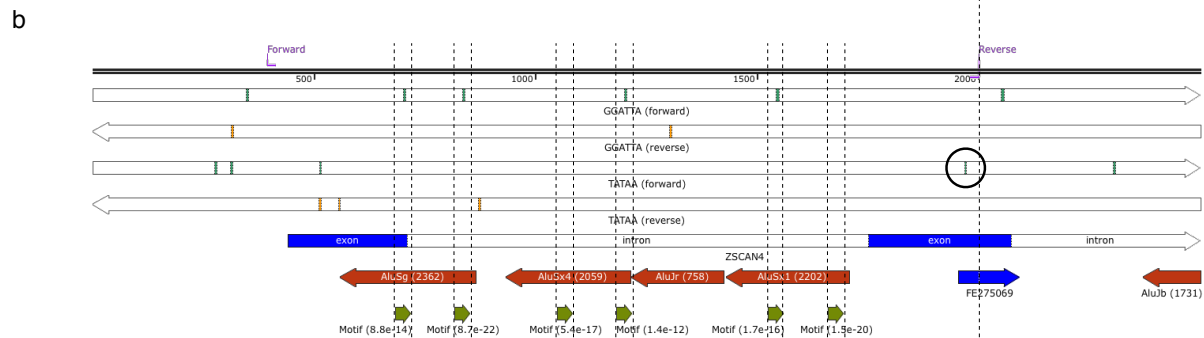 b
Forward
Reverse
500
1000
1500
2000
GGATTA (forward)
GGATTA (reverse)
TATAA (forward)
TATAA (reverse)
exon
intron
exon
intron
ZSCAN4
AluSg (2362)
AluSx4 (2059)
AluJr (758)
AluSx1 (2202)
FE275069
AluJb (1731)
Motif (8.8e-14)
Motif (8.7e-22)
Motif (5.4e-17)
Motif (1.4e-12)
Motif (1.7e-16)
Motif (1.5e-20)